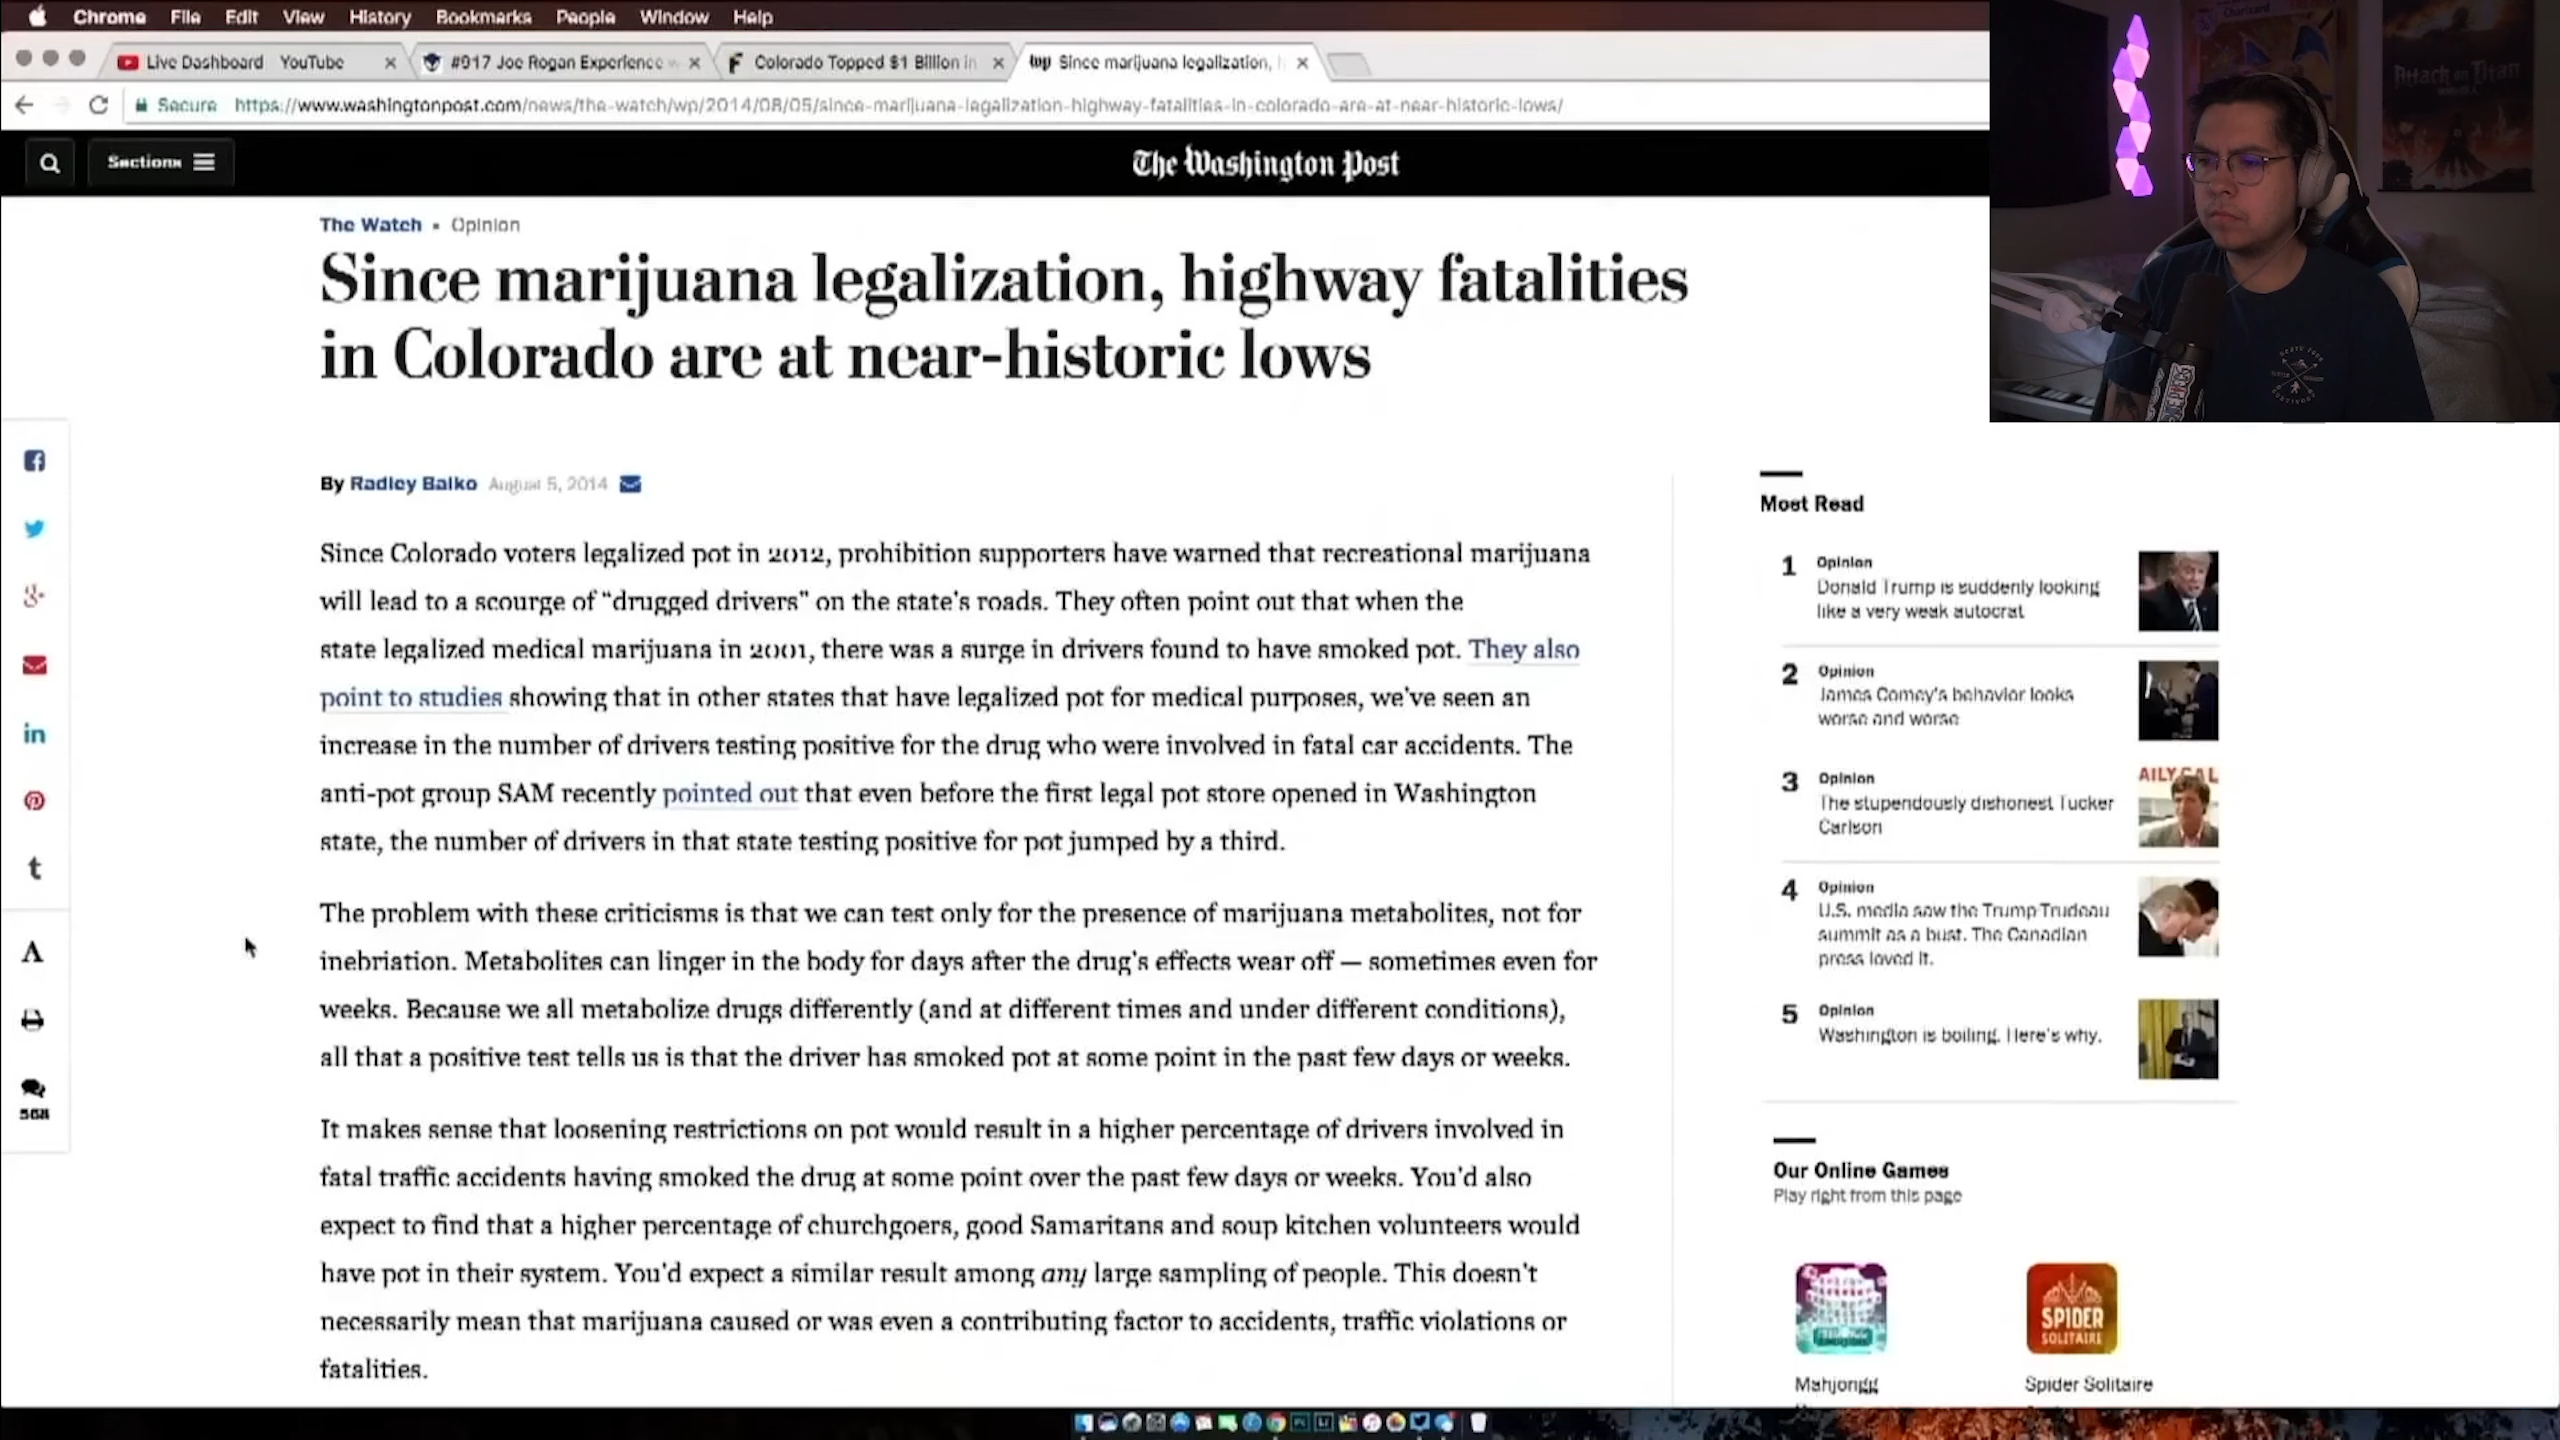 Chrome File Edit View History Bookmarks People Window Help
Live Dashboard YouTube
#917 Joe Rogan Experience
Colorado Topped $1 Billion in
wp Since marijuana legalization,
Secure https://www.washingtonpost.com/news/the-watch/wp/2014/08/05/since-marijuana-legalization-highway-fatalities-in-colorado-are-at-near-historic-lows/
Sections
The Washington Post
Charizard
Attack on Titan
The Watch • Opinion
Since marijuana legalization, highway fatalities
in Colorado are at near-historic lows
By Radley Balko August 5, 2014
Since Colorado voters legalized pot in 2012, prohibition supporters have warned that recreational marijuana
will lead to a scourge of “drugged drivers” on the state’s roads. They often point out that when the
state legalized medical marijuana in 2001, there was a surge in drivers found to have smoked pot. They also
point to studies showing that in other states that have legalized pot for medical purposes, we’ve seen an
increase in the number of drivers testing positive for the drug who were involved in fatal car accidents. The
anti-pot group SAM recently pointed out that even before the first legal pot store opened in Washington
state, the number of drivers in that state testing positive for pot jumped by a third.
The problem with these criticisms is that we can test only for the presence of marijuana metabolites, not for
inebriation. Metabolites can linger in the body for days after the drug’s effects wear off — sometimes even for
weeks. Because we all metabolize drugs differently (and at different times and under different conditions),
all that a positive test tells us is that the driver has smoked pot at some point in the past few days or weeks.
It makes sense that loosening restrictions on pot would result in a higher percentage of drivers involved in
fatal traffic accidents having smoked the drug at some point over the past few days or weeks. You’d also
expect to find that a higher percentage of churchgoers, good Samaritans and soup kitchen volunteers would
have pot in their system. You’d expect a similar result among any large sampling of people. This doesn’t
necessarily mean that marijuana caused or was even a contributing factor to accidents, traffic violations or
fatalities.
568
Most Read
1 Opinion
Donald Trump is suddenly looking
like a very weak autocrat
2 Opinion
James Comey's behavior looks
worse and worse
3 Opinion
The stupendously dishonest Tucker
Carlson
4 Opinion
U.S. media saw the Trump-Trudeau
summit as a bust. The Canadian
press loved it.
5 Opinion
Washington is boiling. Here's why.
Our Online Games
Play right from this page
SPIDER
SOLITAIRE
Mahjongg
Spider Solitaire